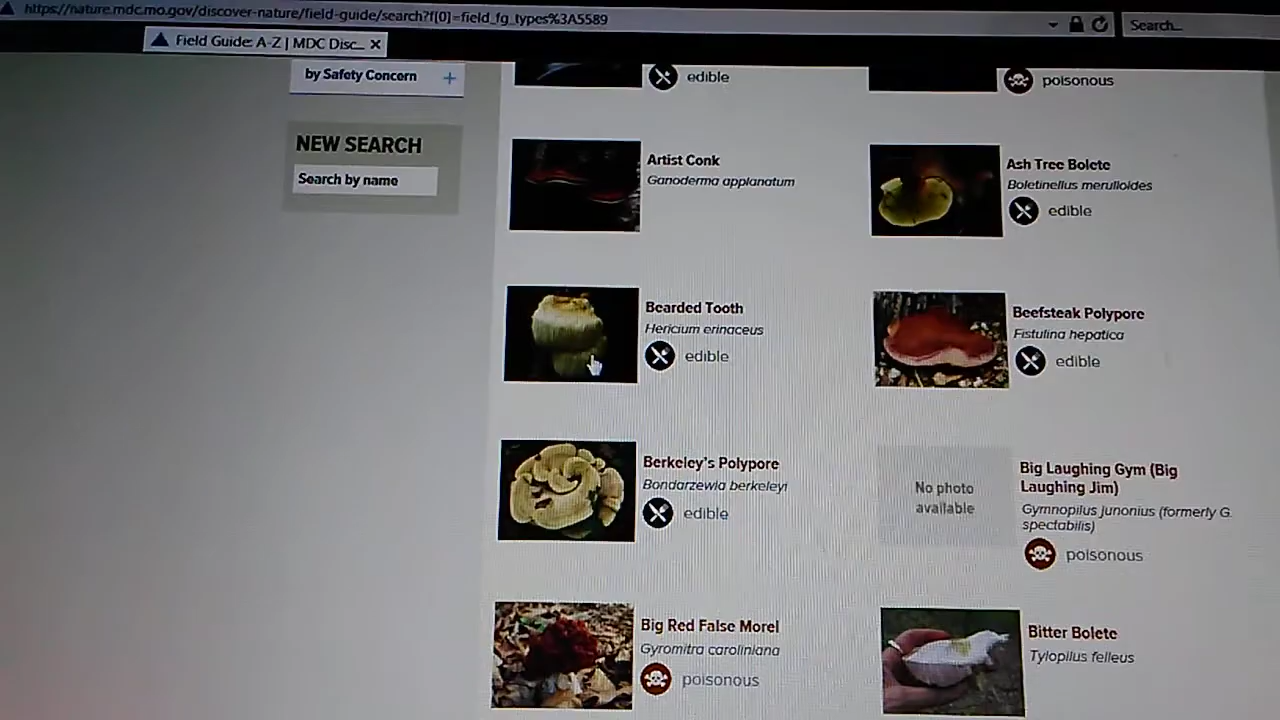 https://nature.mdc.mo.gov/discover-nature/field-guide/search?f[0]=field_fg_types%3A5589
Search...
Field Guide: A-Z | MDC Disc...
by Safety Concern
edible
poisonous
NEW SEARCH
Search by name
Artist Conk
Ganoderma applanatum
Ash Tree Bolete
Boletinellus merulioides
edible
Bearded Tooth
Hericium erinaceus
edible
Beefsteak Polypore
Fistulina hepatica
edible
Berkeley's Polypore
Bondarzewia berkeleyi
edible
No photo
available
Big Laughing Gym (Big
Laughing Jim)
Gymnopilus junonius (formerly G.
spectabilis)
poisonous
Big Red False Morel
Gyromitra caroliniana
poisonous
Bitter Bolete
Tylopilus felleus